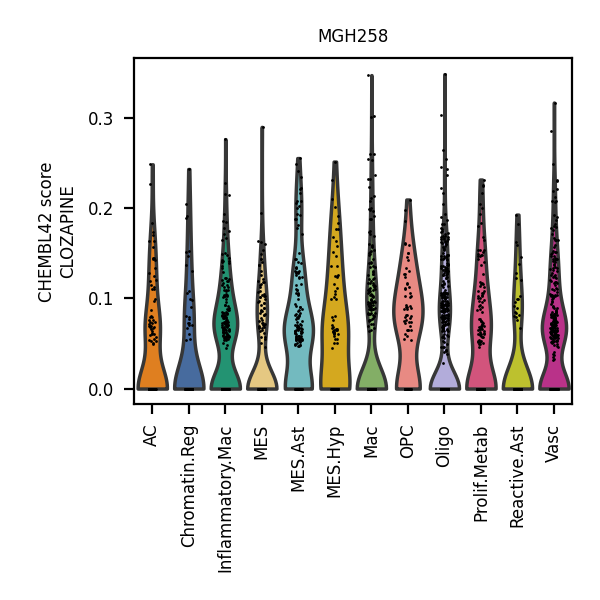 MGH258
CHEMBL42 score
CLOZAPINE
0.3
0.2
0.1
0.0
AC
Chromatin.Reg
Inflammatory.Mac
MES
MES.Ast
MES.Hyp
Mac
OPC
Oligo
Prolif.Metab
Reactive.Ast
Vasc